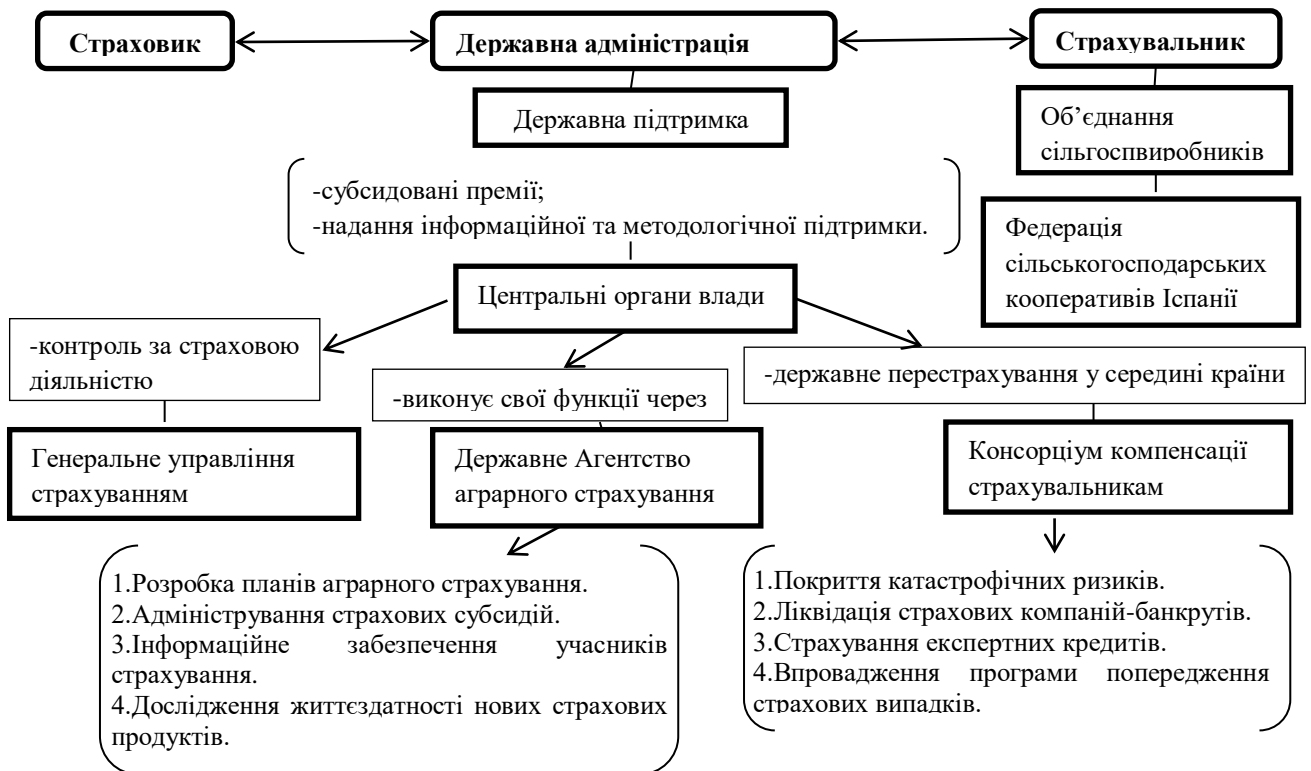 Страховик
Державна адміністрація
Страхувальник
Державна підтримка
Об’єднання
сільгоспвиробників
-субсидовані премії;
-надання інформаційної та методологічної підтримки.
Федерація
сільськогосподарських
кооперативів Іспанії
Центральні органи влади
-контроль за страховою
діяльністю
-виконує свої функції через
-державне перестрахування у середині країни
Генеральне управління
страхуванням
Державне Агентство
аграрного страхування
Консорціум компенсації
страхувальникам
1.Розробка планів аграрного страхування.
2.Адміністрування страхових субсидій.
3.Інформаційне забезпечення учасників
страхування.
4.Дослідження життєздатності нових страхових
продуктів.
1.Покриття катастрофічних ризиків.
2.Ліквідація страхових компаній-банкрутів.
3.Страхування експертних кредитів.
4.Впровадження програми попередження
страхових випадків.